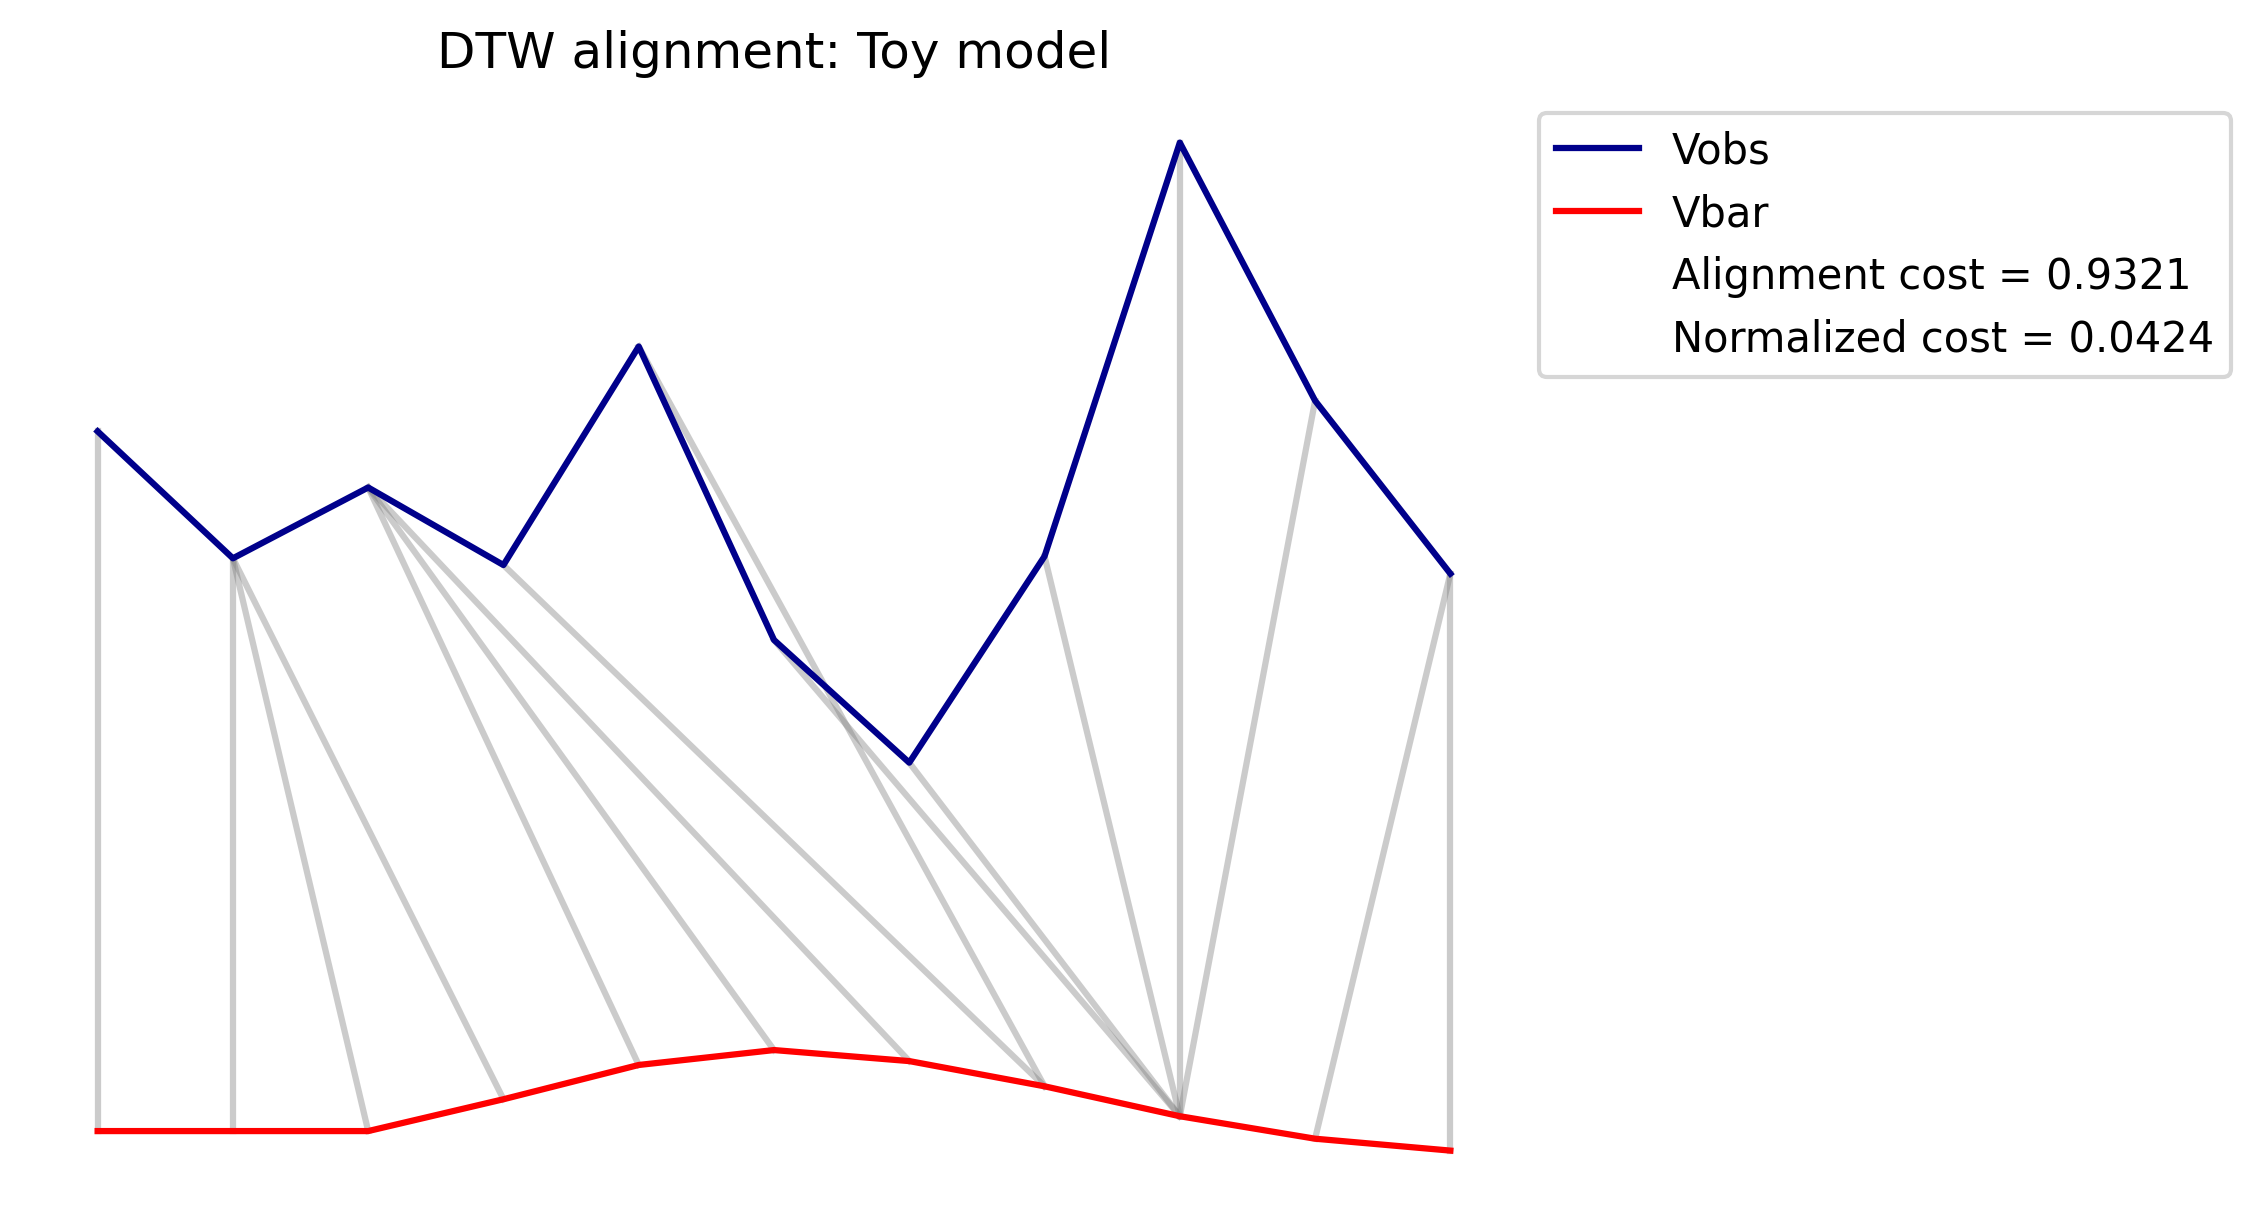 DTW alignment: Toy model
Vobs
Vbar
Alignment cost = 0.9321
Normalized cost = 0.0424